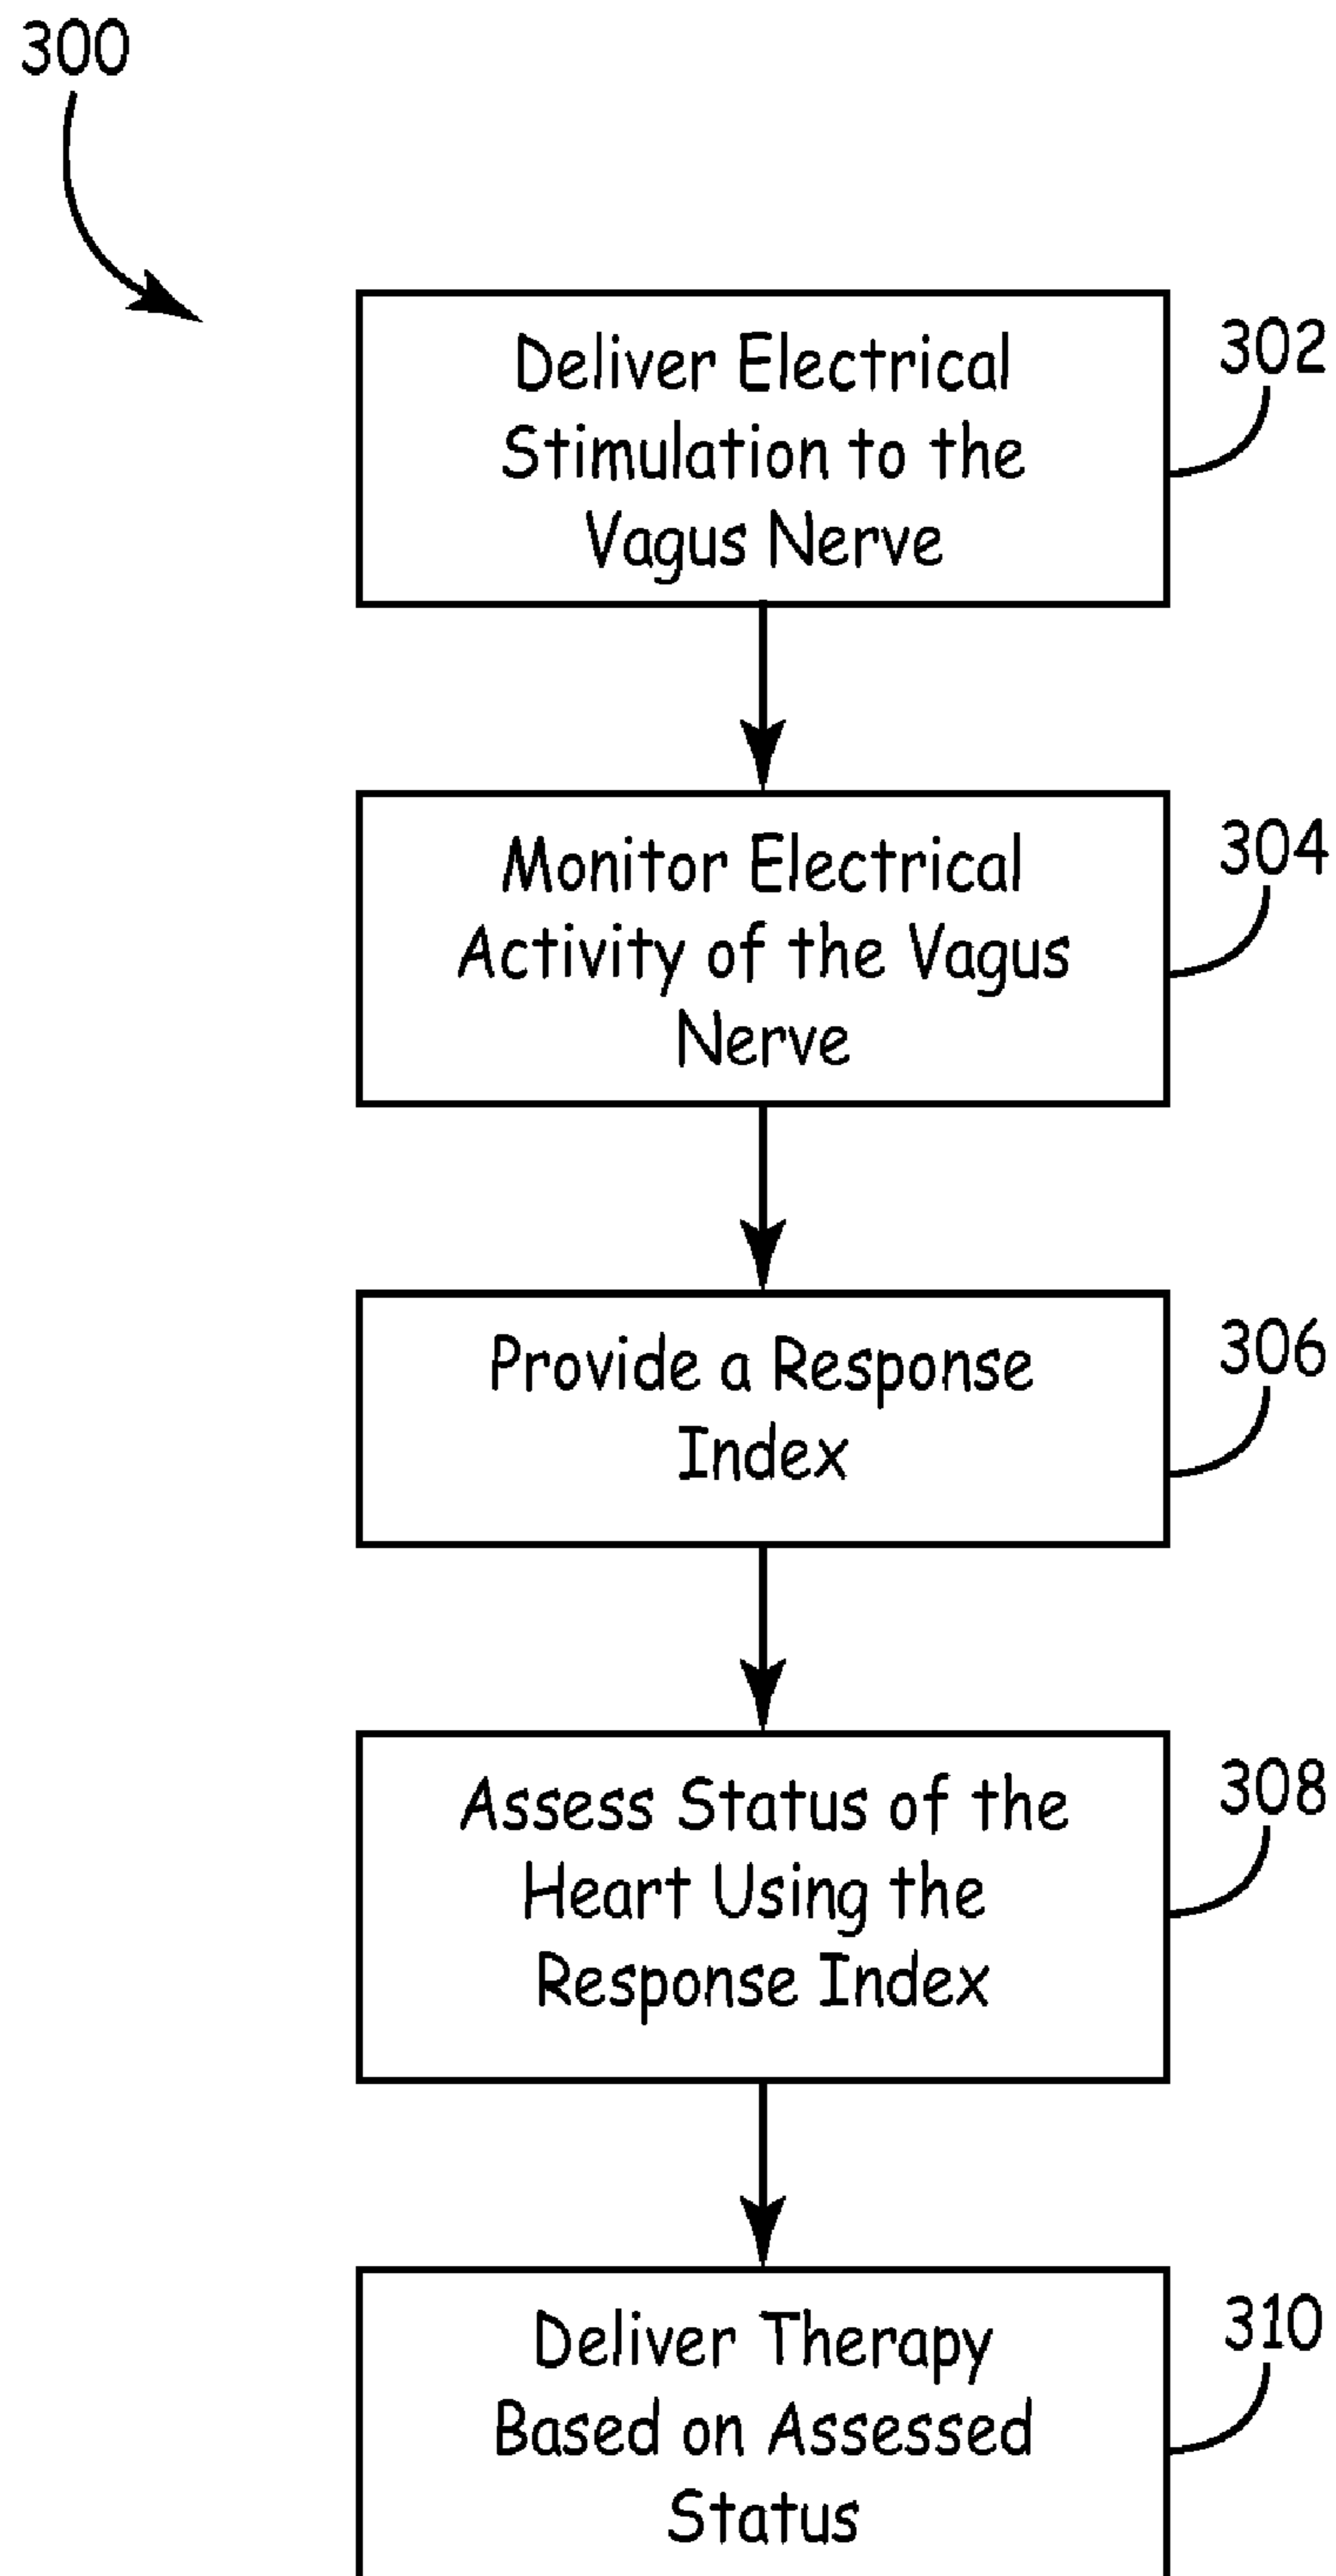 300
302
Deliver Electrical
Stimulation to the
Vagus Nerve
304
Monitor Electrical
Activity of the Vagus
Nerve
306
Provide a Response
Index
308
Assess Status of the
Heart Using the
Response Index
310
Deliver Therapy
Based on Assessed
Status